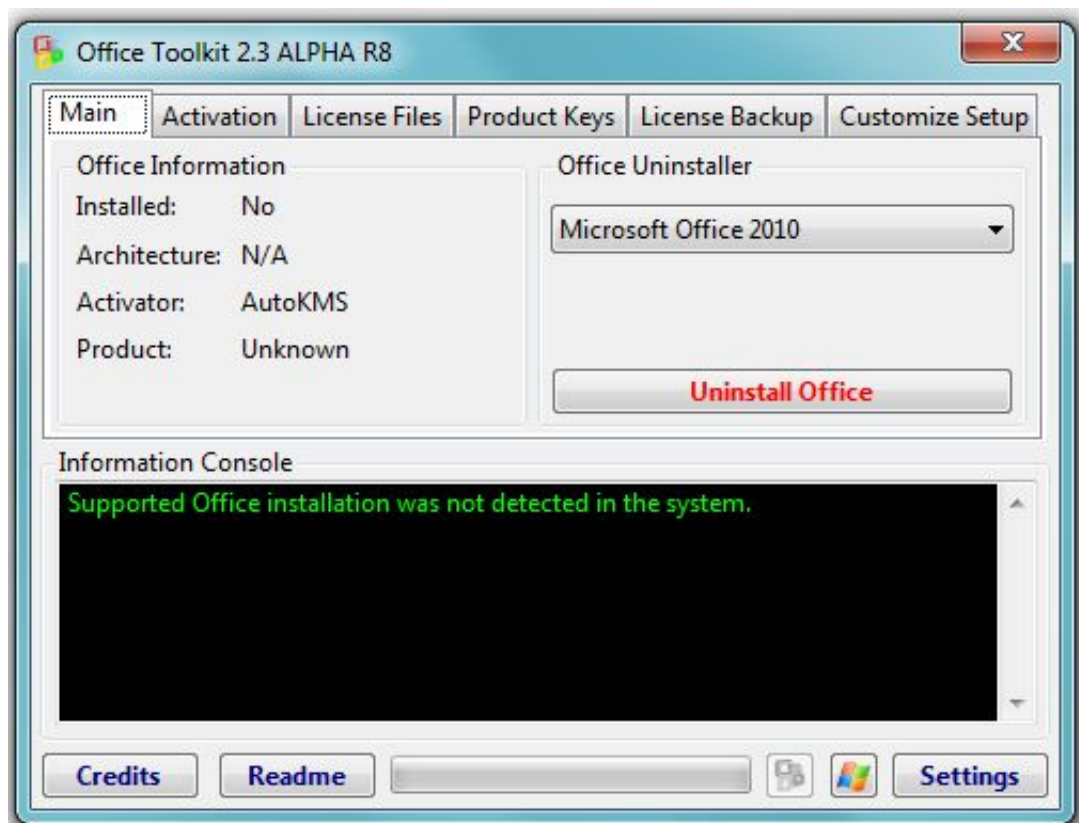 Office Toolkit 2.3 ALPHA R8
X
Main Activation License Files Product Keys License Backup Customize Setup
Office Information
Installed: No
Architecture: N/A
Activator: AutoKMS
Product: Unknown
Office Uninstaller
Microsoft Office 2010
Uninstall Office
Information Console
Supported Office installation was not detected in the system.
Credits Readme Settings